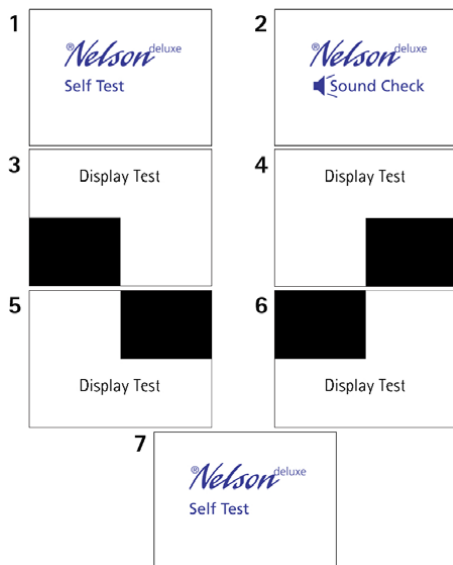 1
®Nelson deluxe
Self Test
2
®Nelson deluxe
Sound Check
3
Display Test
4
Display Test
5
Display Test
6
Display Test
7
®Nelson deluxe
Self Test